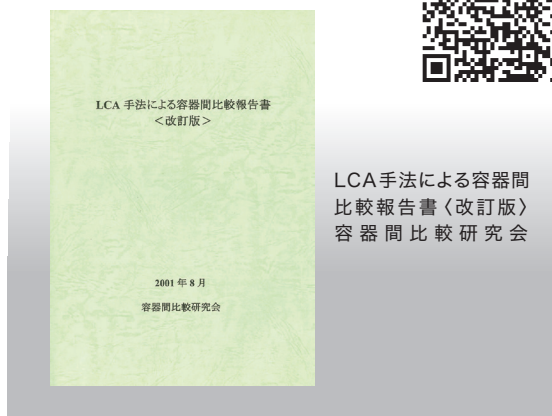 LCA 手法による容器間比較報告書
＜改訂版＞
2001 年 8 月
容器間比較研究会
LCA手法による容器間
比較報告書〈改訂版〉
容器間比較研究会